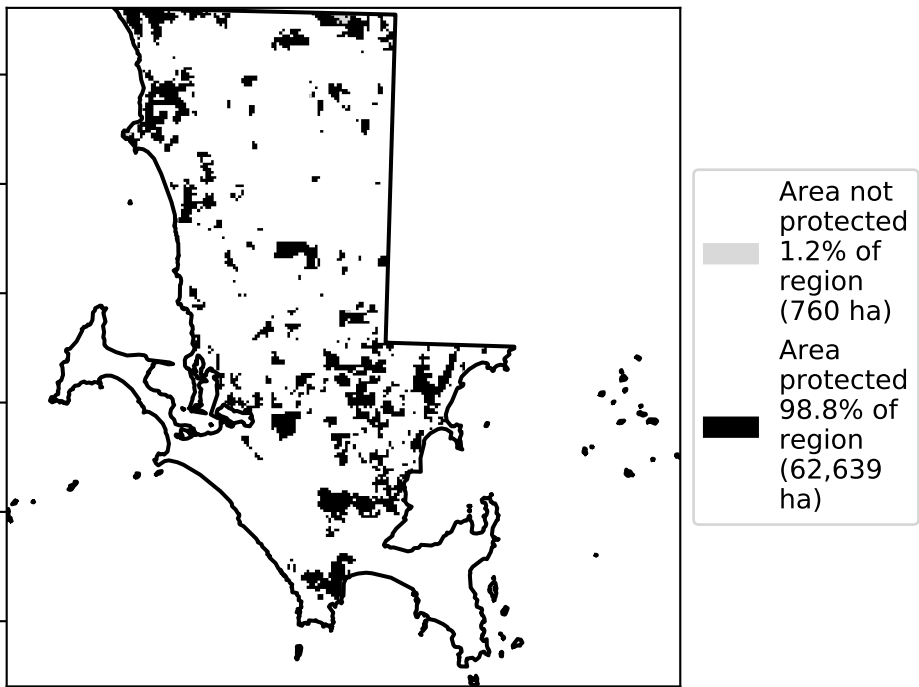 Area not
protected
1.2% of
region
(760 ha)
Area
protected
98.8% of
region
(62,639
ha)